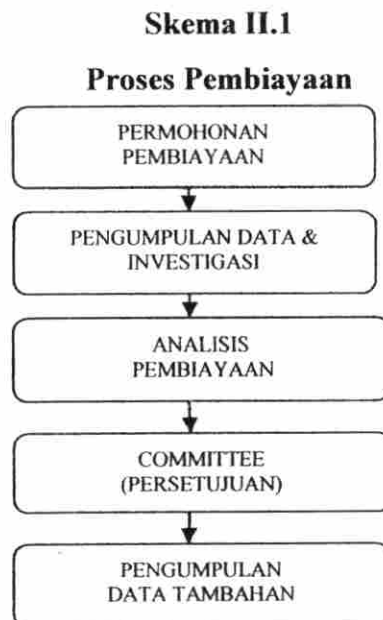 Skema II.1
Proses Pembiayaan
PERMOHONAN
PEMBIAYAAN
PENGUMPULAN DATA &
INVESTIGASI
ANALISIS
PEMBIAYAAN
COMMITTEE
(PERSETUJUAN)
PENGUMPULAN
DATA TAMBAHAN